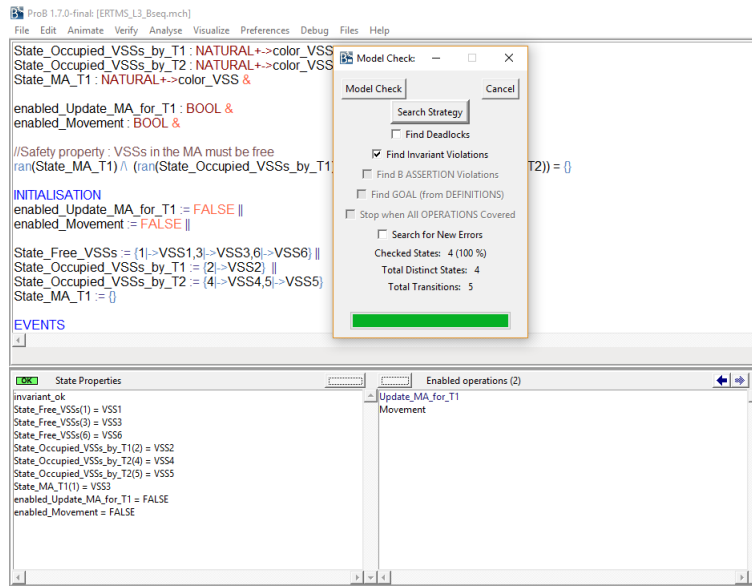 ProB 1.7.0-final: [ERTMS_L3_Bseq.mch]
File Edit Animate Verify Analyse Visualize Preferences Debug Files Help
State_Occupied_VSSs_by_T1 : NATURAL+->color_VSS
State_Occupied_VSSs_by_T2 : NATURAL+->color_VSS
State_MA_T1 : NATURAL+->color_VSS &
enabled_Update_MA_for_T1 : BOOL &
enabled_Movement : BOOL &
//Safety property : VSSs in the MA must be free
ran(State_MA_T1) /\ (ran(State_Occupied_VSSs_by_T1) T2)) = {}
INITIALISATION
enabled_Update_MA_for_T1 := FALSE ||
enabled_Movement := FALSE ||
State_Free_VSSs := {1|->VSS1,3|->VSS3,6|->VSS6} ||
State_Occupied_VSSs_by_T1 := {2|->VSS2} ||
State_Occupied_VSSs_by_T2 := {4|->VSS4,5|->VSS5}
State_MA_T1 := {}
EVENTS
Model Check:
Model Check Cancel
Search Strategy
Find Deadlocks
Find Invariant Violations
Find B ASSERTION Violations
Find GOAL (from DEFINITIONS)
Stop when All OPERATIONS Covered
Search for New Errors
Checked States: 4 (100 %)
Total Distinct States: 4
Total Transitions: 5
OK State Properties
invariant_ok
State_Free_VSSs(1) = VSS1
State_Free_VSSs(3) = VSS3
State_Free_VSSs(6) = VSS6
State_Occupied_VSSs_by_T1(2) = VSS2
State_Occupied_VSSs_by_T2(4) = VSS4
State_Occupied_VSSs_by_T2(5) = VSS5
State_MA_T1(1) = VSS3
enabled_Update_MA_for_T1 = FALSE
enabled_Movement = FALSE
Enabled operations (2)
Update_MA_for_T1
Movement